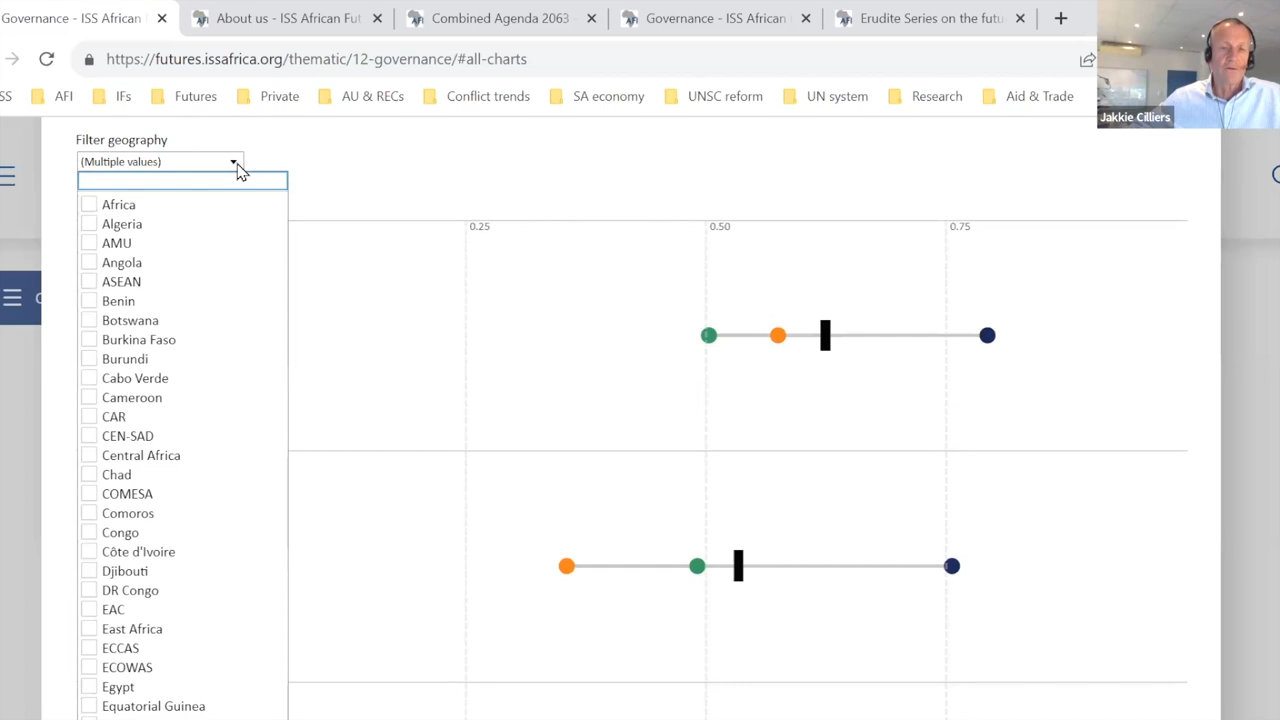 Governance - ISS African Futu
About us - ISS African Fut
Combined Agenda 2063
Governance - ISS African
Erudite Series on the futu
https://futures.issafrica.org/thematic/12-governance/#all-charts
SS
AFI
IFs
Futures
Private
AU & RECs
Conflict trends
SA economy
UNSC reform
UN system
Research
Aid & Trade
Jakkie Cilliers
Filter geography
(Multiple values)
Africa
Algeria
AMU
Angola
ASEAN
Benin
Botswana
Burkina Faso
Burundi
Cabo Verde
Cameroon
CAR
CEN-SAD
Central Africa
Chad
COMESA
Comoros
Congo
Côte d'Ivoire
Djibouti
DR Congo
EAC
East Africa
ECCAS
ECOWAS
Egypt
Equatorial Guinea
0.25
0.50
0.75